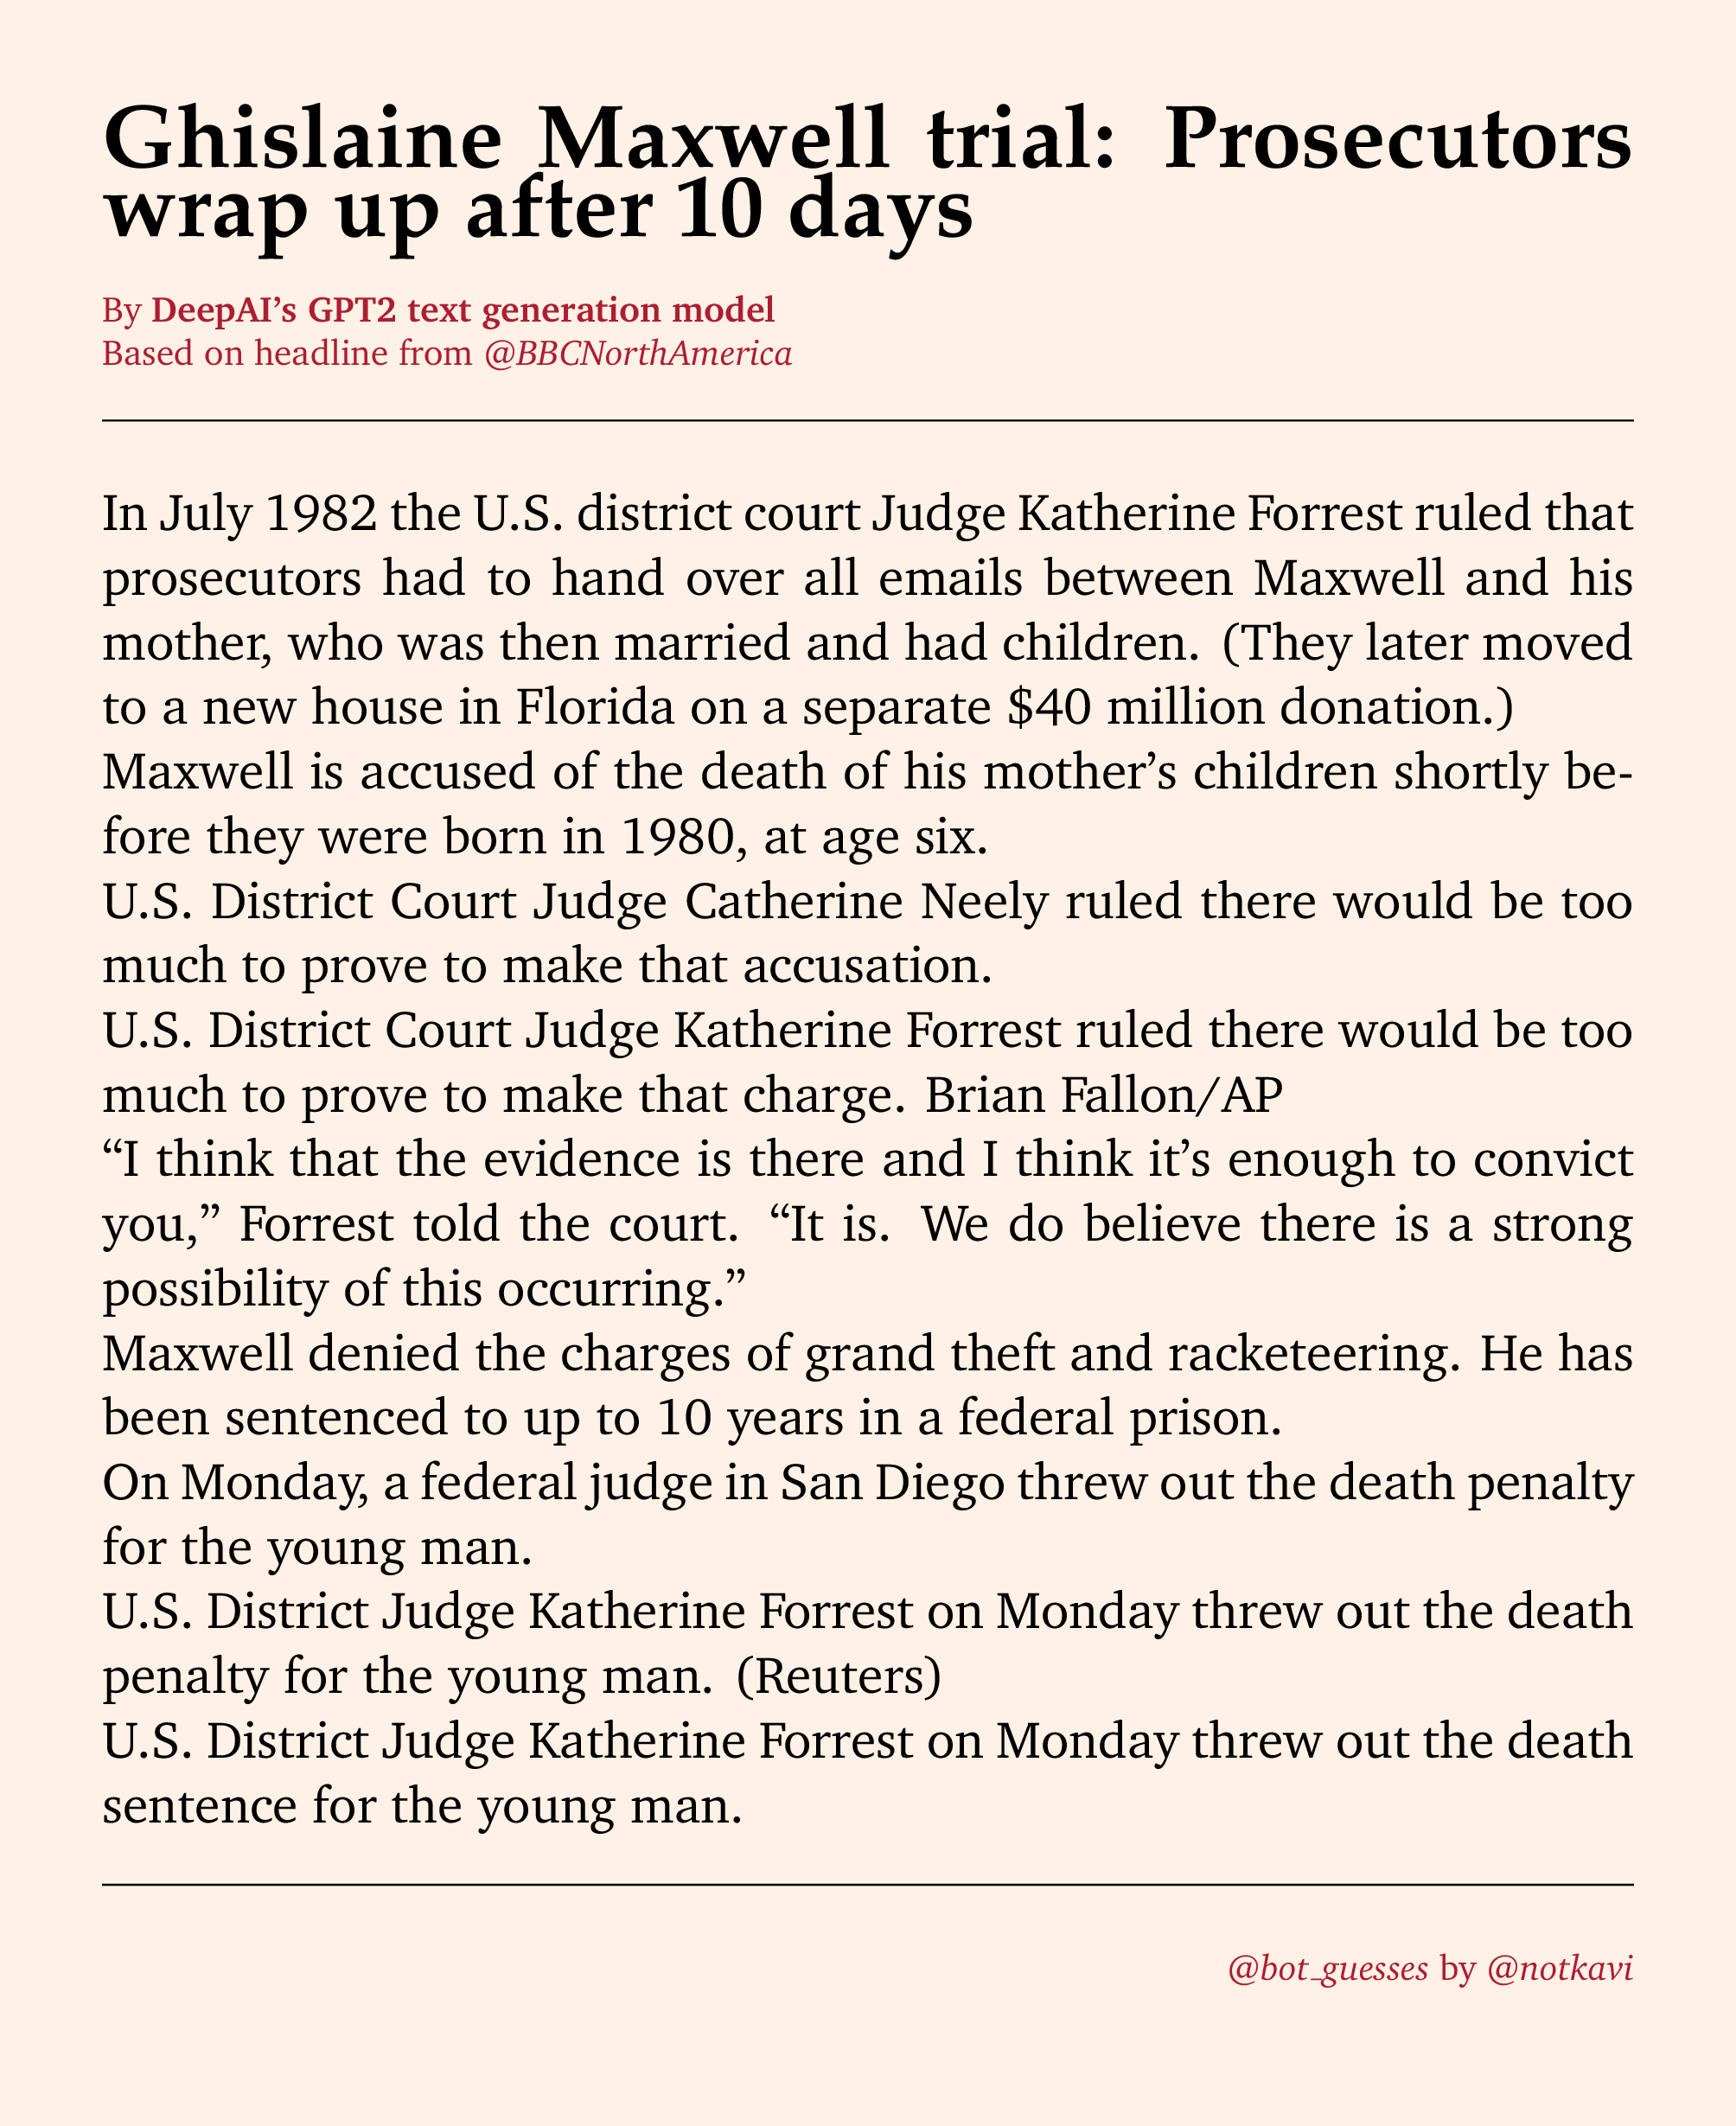 Ghislaine Maxwell trial: Prosecutors
wrap up after 10 days
By DeepAI’s GPT2 text generation model
Based on headline from @BBCNorthAmerica
In July 1982 the U.S. district court Judge Katherine Forrest ruled that
prosecutors had to hand over all emails between Maxwell and his
mother, who was then married and had children. (They later moved
to a new house in Florida on a separate $40 million donation.)
Maxwell is accused of the death of his mother’s children shortly be-
fore they were born in 1980, at age six.
U.S. District Court Judge Catherine Neely ruled there would be too
much to prove to make that accusation.
U.S. District Court Judge Katherine Forrest ruled there would be too
much to prove to make that charge. Brian Fallon/AP
“I think that the evidence is there and I think it’s enough to convict
you,” Forrest told the court. “It is. We do believe there is a strong
possibility of this occurring.”
Maxwell denied the charges of grand theft and racketeering. He has
been sentenced to up to 10 years in a federal prison.
On Monday, a federal judge in San Diego threw out the death penalty
for the young man.
U.S. District Judge Katherine Forrest on Monday threw out the death
penalty for the young man. (Reuters)
U.S. District Judge Katherine Forrest on Monday threw out the death
sentence for the young man.
@bot_guesses by @notkavi